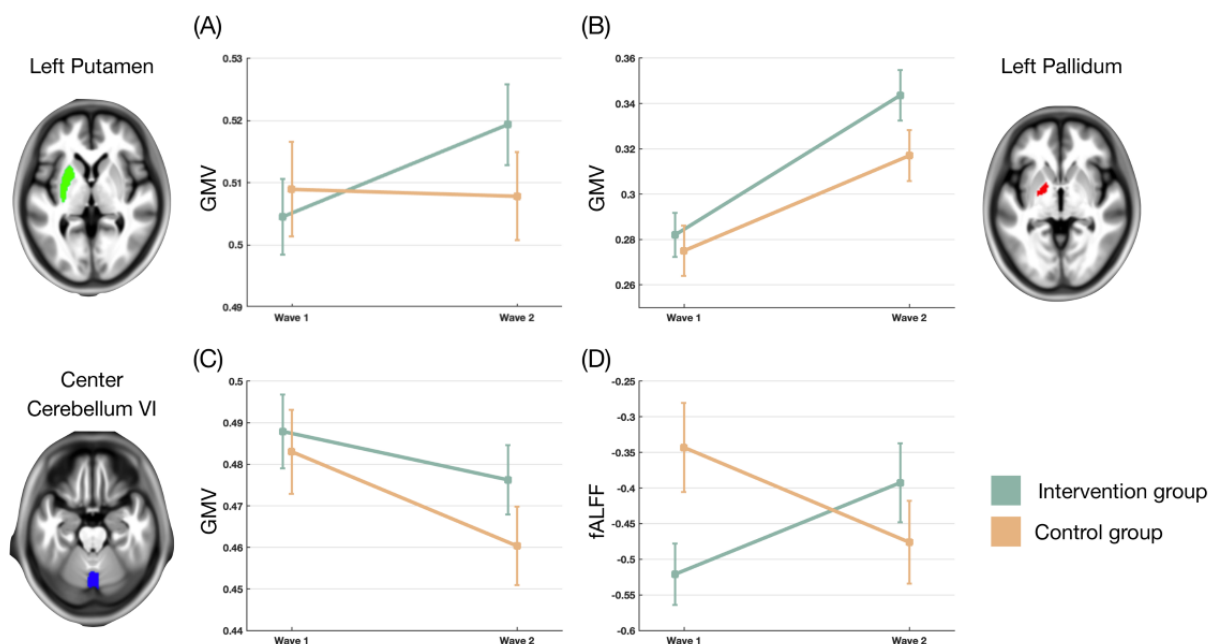 (A)
(B)
Left Putamen
Left Pallidum
0.53
0.52
0.51
0.5
0.49
GMV
Wave 1
Wave 2
0.36
0.34
0.32
0.3
0.28
0.26
GMV
Wave 1
Wave 2
(C)
(D)
Center
Cerebellum VI
0.5
0.49
0.48
0.47
0.46
0.45
0.44
GMV
Wave 1
Wave 2
-0.25
-0.3
-0.35
-0.4
-0.45
-0.5
-0.55
-0.6
fALFF
Wave 1
Wave 2
Intervention group
Control group